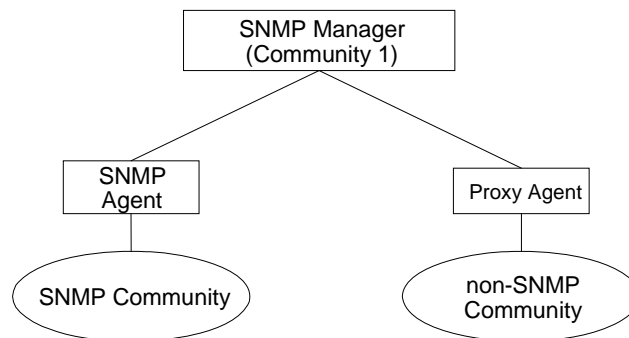 SNMP Manager
(Community 1)
SNMP
Agent
Proxy Agent
SNMP Community
non-SNMP
Community